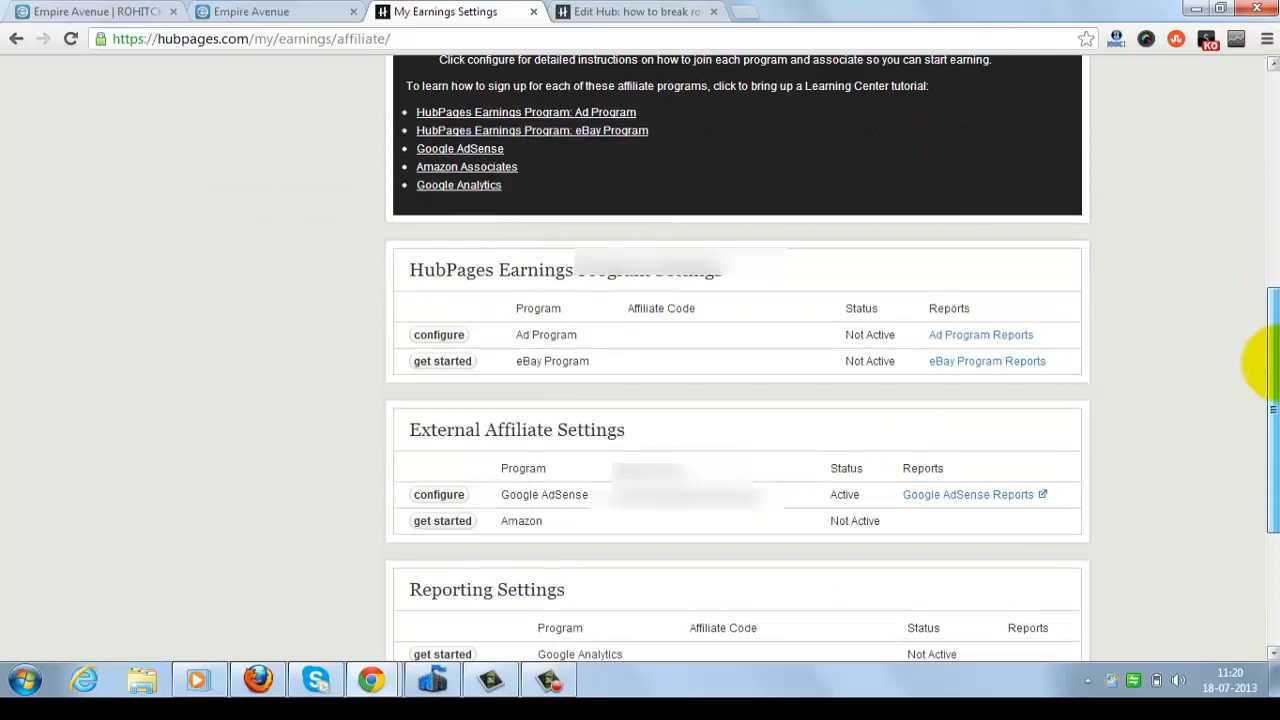 Empire Avenue | ROHITCH
Empire Avenue
My Earnings Settings
Edit Hub: how to break ro
https://hubpages.com/my/earnings/affiliate/
KO
Click configure for detailed instructions on how to join each program and associate so you can start earning.
To learn how to sign up for each of these affiliate programs, click to bring up a Learning Center tutorial:
• HubPages Earnings Program: Ad Program
• HubPages Earnings Program: eBay Program
• Google AdSense
• Amazon Associates
• Google Analytics
HubPages Earnings Program Settings
Program Affiliate Code Status Reports
configure Ad Program Not Active Ad Program Reports
get started eBay Program Not Active eBay Program Reports
External Affiliate Settings
Program Status Reports
configure Google AdSense Active Google AdSense Reports
get started Amazon Not Active
Reporting Settings
Program Affiliate Code Status Reports
get started Google Analytics Not Active
11:20
18-07-2013